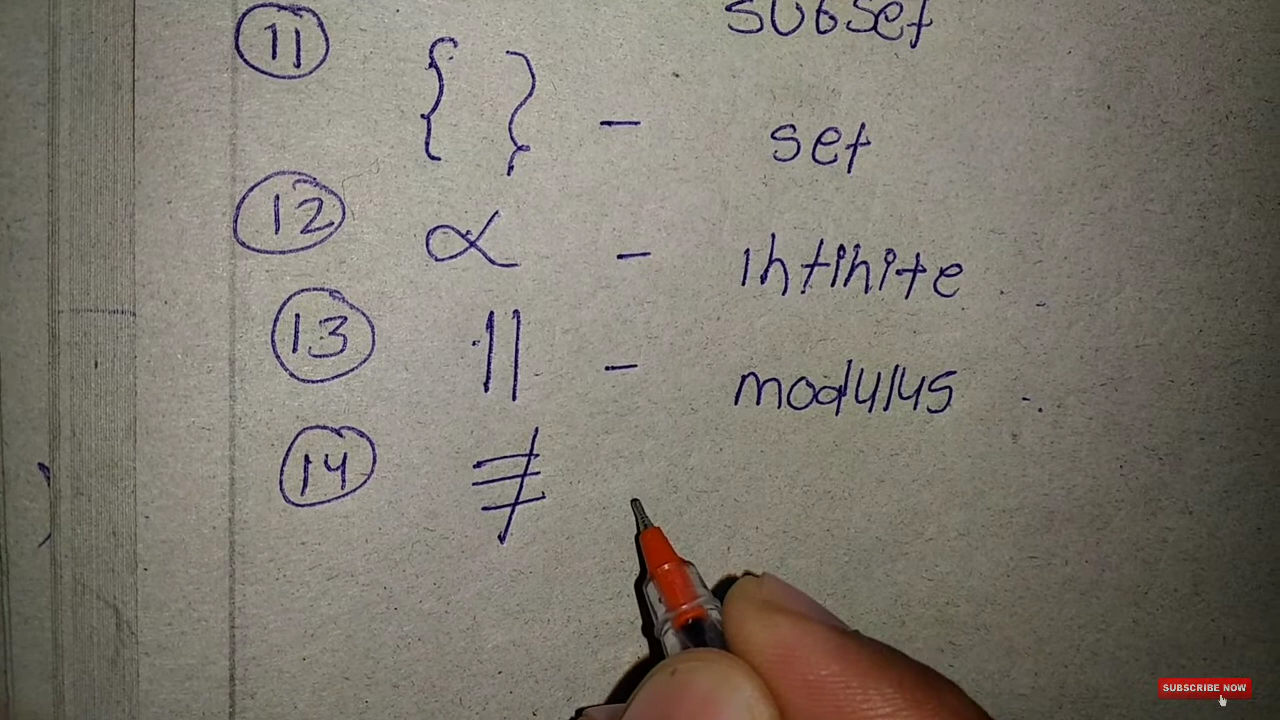 subset
11 { } - set
12 ∝ - infinite
13 || - modulus
14 ≢
SUBSCRIBE NOW